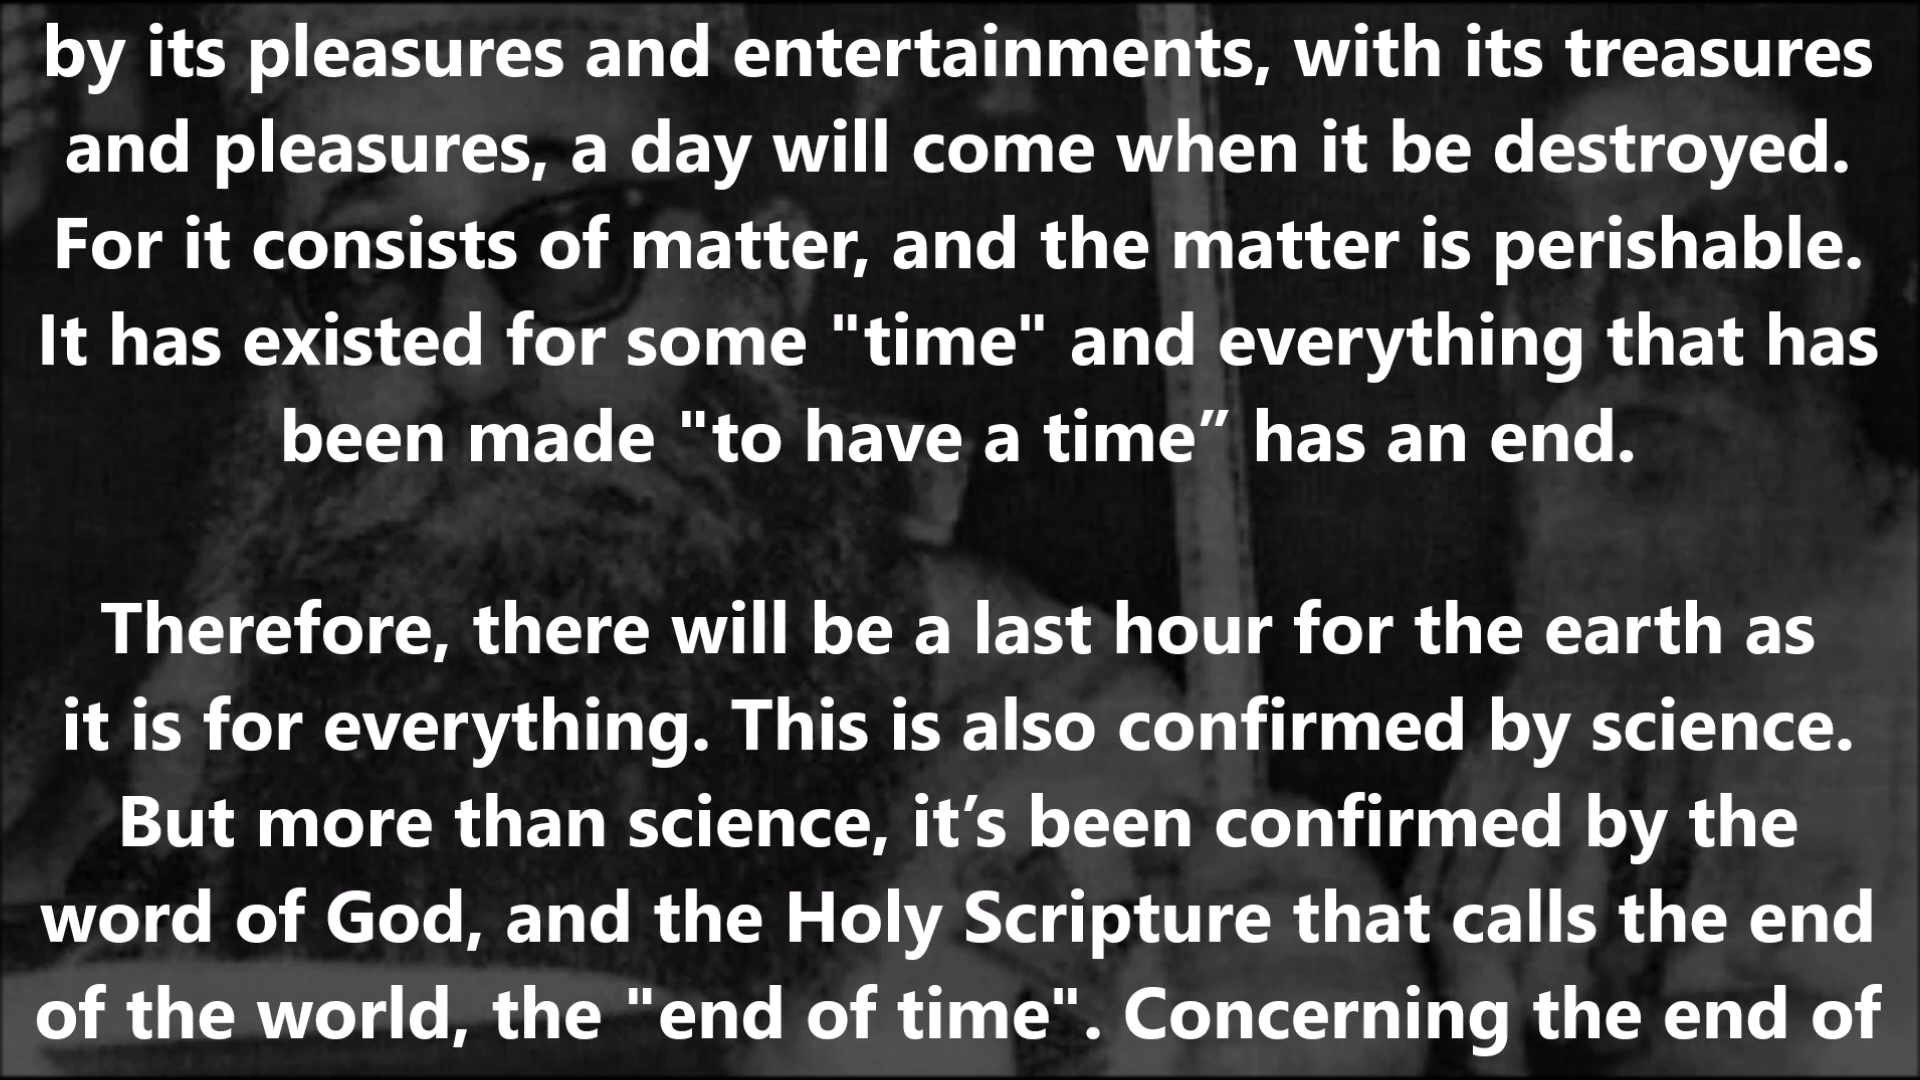 by its pleasures and entertainments, with its treasures
and pleasures, a day will come when it be destroyed.
For it consists of matter, and the matter is perishable.
It has existed for some "time" and everything that has
been made "to have a time” has an end.
Therefore, there will be a last hour for the earth as
it is for everything. This is also confirmed by science.
But more than science, it’s been confirmed by the
word of God, and the Holy Scripture that calls the end
of the world, the "end of time". Concerning the end of